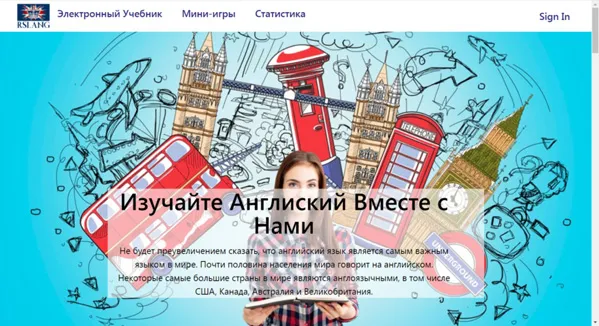 RSLANG
Электронный Учебник
Мини-игры
Статистика
Sign In
TELEPHONE
Изучайте Англиский Вместе с
Нами
Не будет преувеличением сказать, что английский язык является самым важным
языком в мире. Почти половина населения мира говорит на английском.
Некоторые самые большие страны в мире являются англоязычными, в том числе
США, Канада, Австралия и Великобритания.